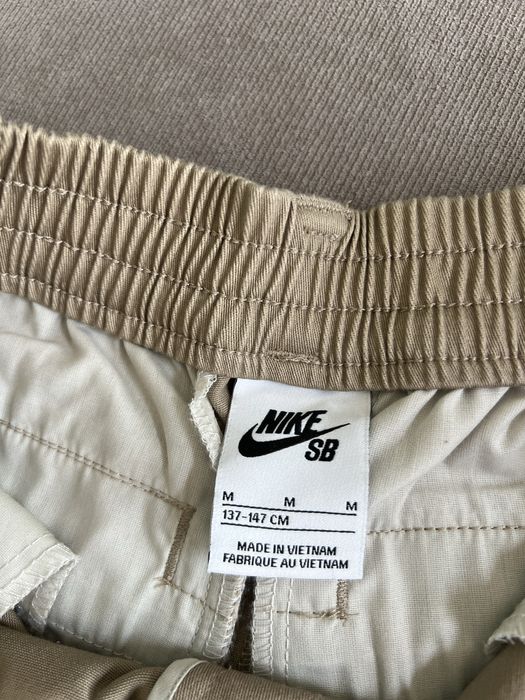 NIKE
SB
M M M
137-147 CM
MADE IN VIETNAM
FABRIQUE AU VIETNAM